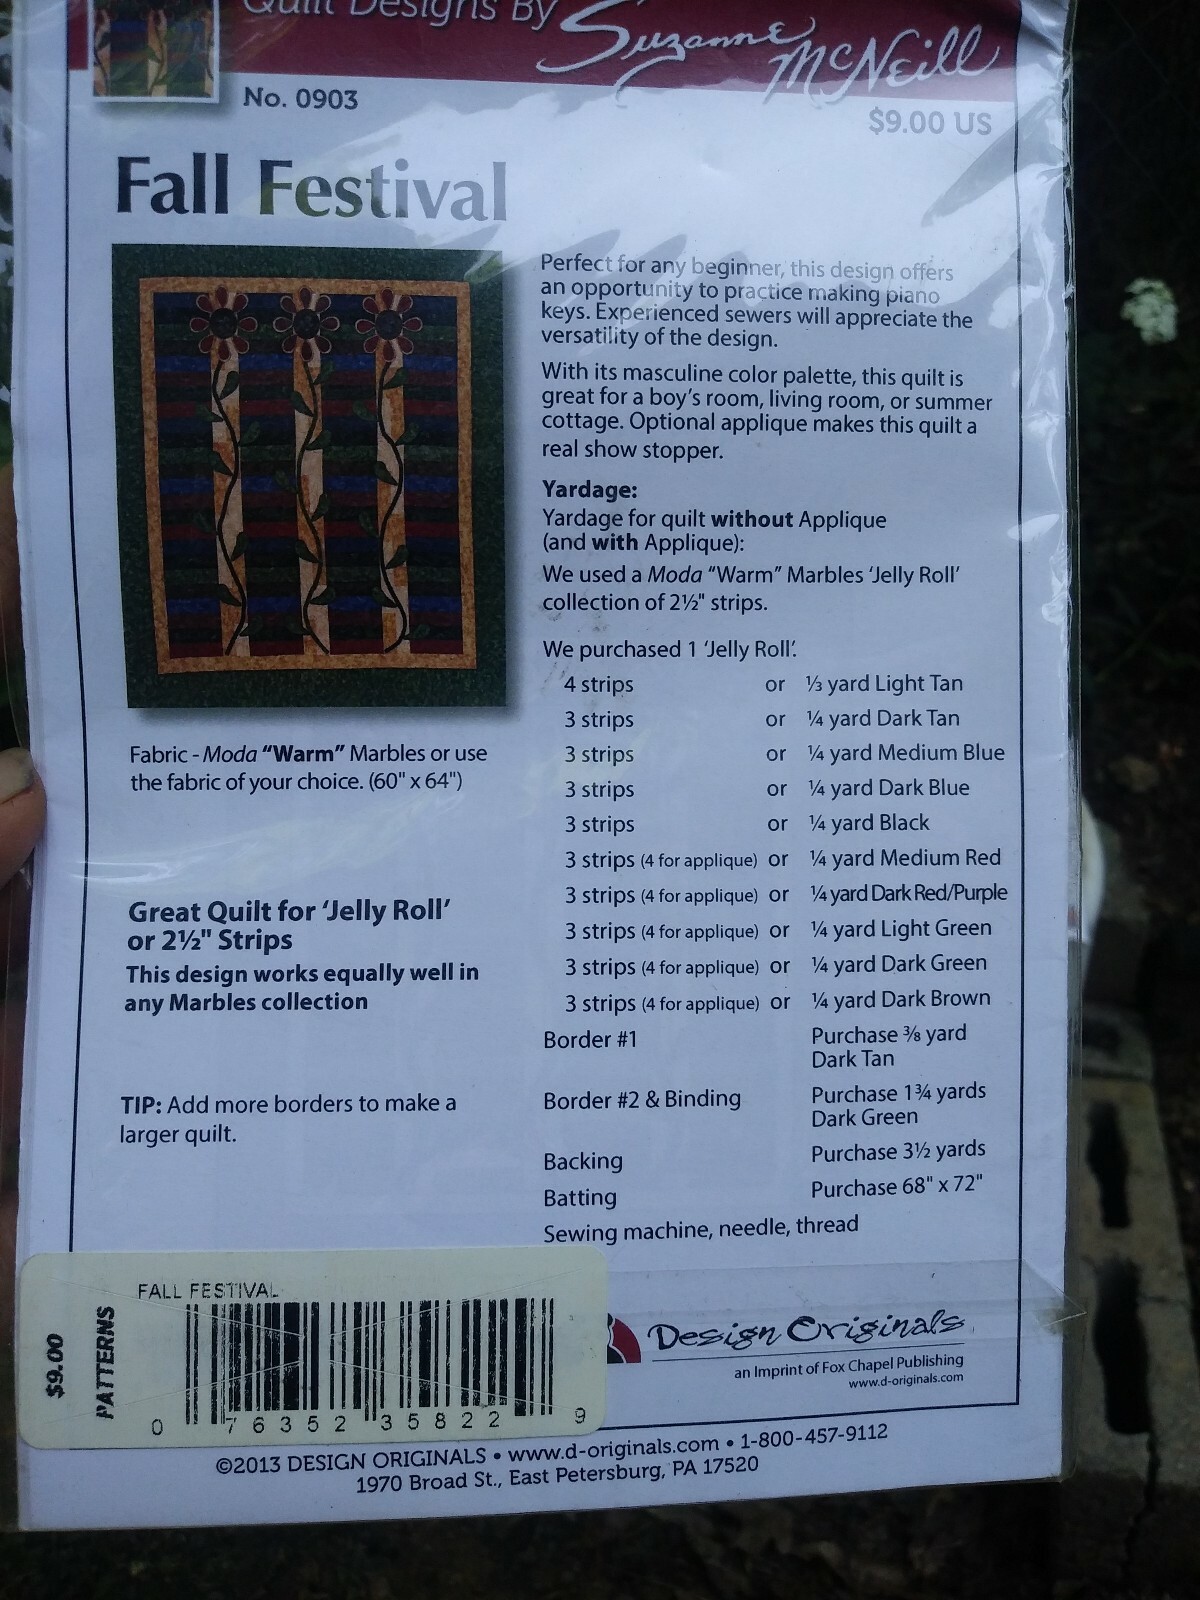 Quilt Designs By Suzanne McNeill
No. 0903
$9.00 US
Fall Festival
Perfect for any beginner, this design offers
an opportunity to practice making piano
keys. Experienced sewers will appreciate the
versatility of the design.
With its masculine color palette, this quilt is
great for a boy's room, living room, or summer
cottage. Optional applique makes this quilt a
real show stopper.
Yardage:
Yardage for quilt without Applique
(and with Applique):
We used a Moda "Warm" Marbles 'Jelly Roll'
collection of 2½" strips.
We purchased 1 'Jelly Roll'.
4 strips or ⅓ yard Light Tan
3 strips or ¼ yard Dark Tan
3 strips or ¼ yard Medium Blue
3 strips or ¼ yard Dark Blue
3 strips or ¼ yard Black
3 strips (4 for applique) or ¼ yard Medium Red
3 strips (4 for applique) or ¼ yard Dark Red/Purple
3 strips (4 for applique) or ¼ yard Light Green
3 strips (4 for applique) or ¼ yard Dark Green
3 strips (4 for applique) or ¼ yard Dark Brown
Border #1 Purchase ⅜ yard
Dark Tan
Border #2 & Binding Purchase 1¾ yards
Dark Green
Backing Purchase 3½ yards
Batting Purchase 68" x 72"
Sewing machine, needle, thread
Fabric - Moda "Warm" Marbles or use
the fabric of your choice. (60" x 64")
Great Quilt for 'Jelly Roll'
or 2½" Strips
This design works equally well in
any Marbles collection
TIP: Add more borders to make a
larger quilt.
FALL FESTIVAL
$9.00
PATTERNS
0 76352 35822 9
Design Originals
an Imprint of Fox Chapel Publishing
www.d-originals.com
©2013 DESIGN ORIGINALS • www.d-originals.com • 1-800-457-9112
1970 Broad St., East Petersburg, PA 17520